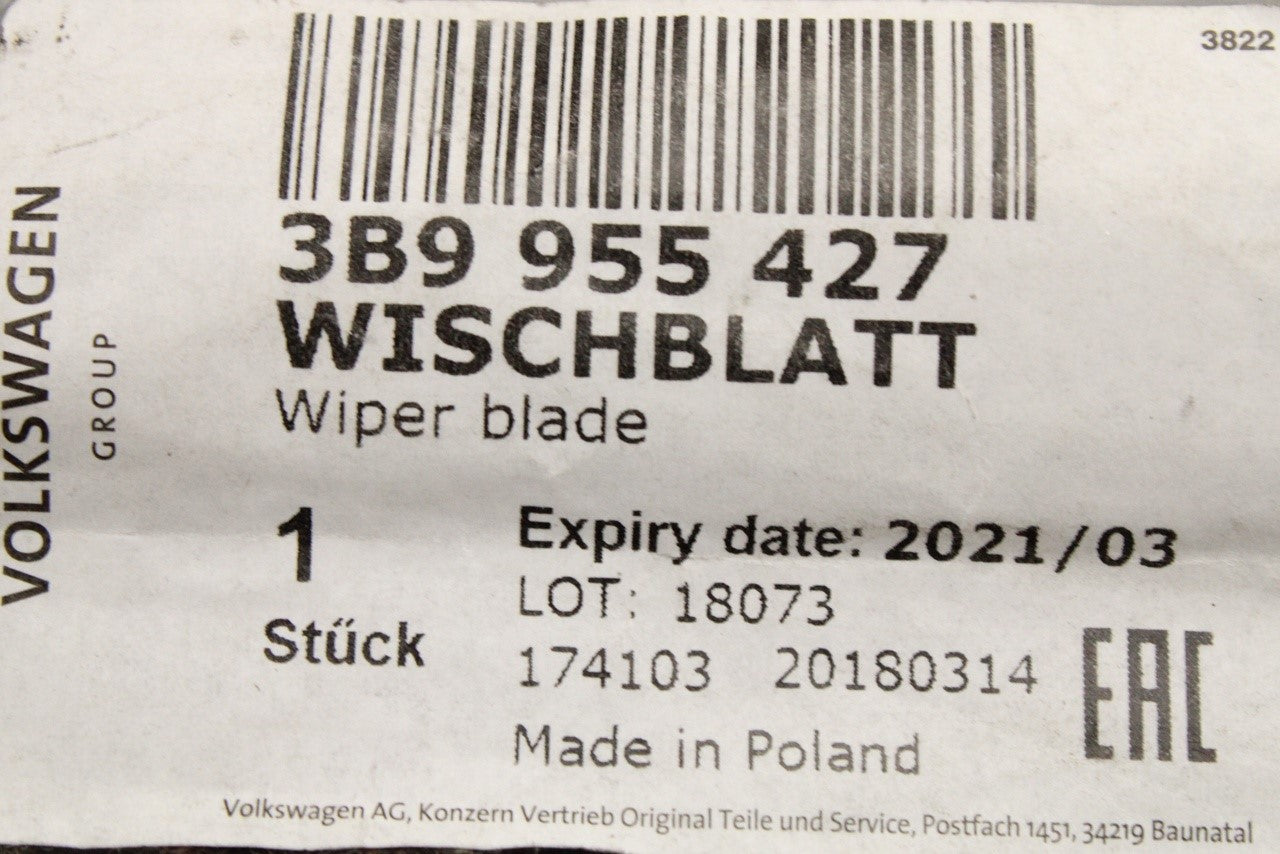 3822
VOLKSWAGEN
GROUP
3B9 955 427
WISCHBLATT
Wiper blade
1
Stück
Expiry date: 2021/03
LOT: 18073
174103 20180314
Made in Poland
EAC
Volkswagen AG, Konzern Vertrieb Original Teile und Service, Postfach 1451, 34219 Baunatal